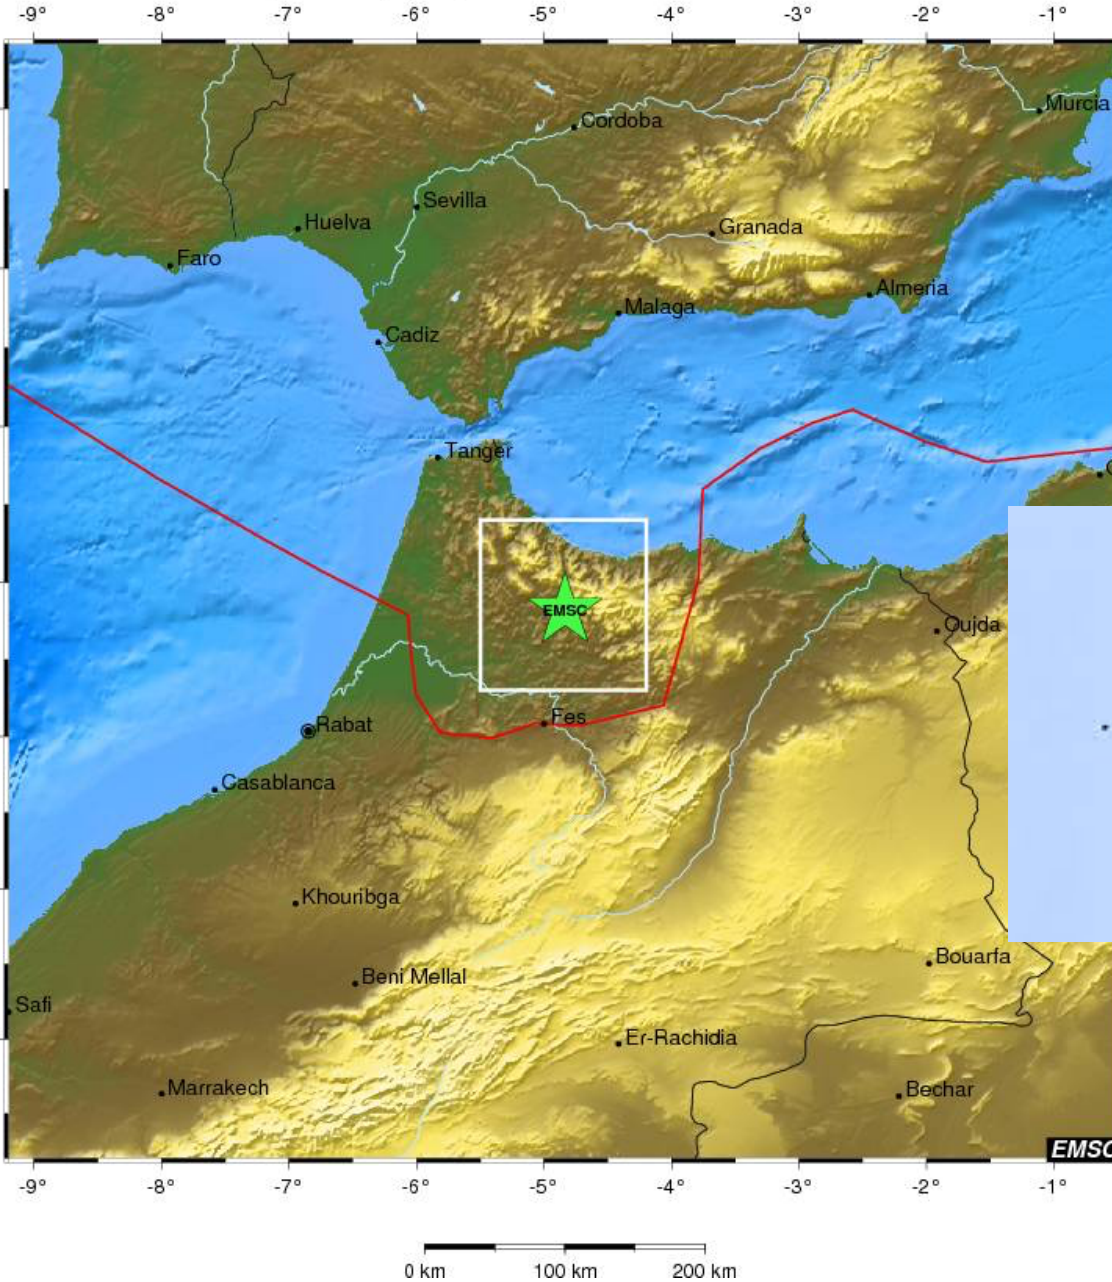 -9° -8° -7° -6° -5° -4° -3° -2° -1°
Murcia
Cordoba
Sevilla
Huelva
Granada
Faro
Almeria
Malaga
Cadiz
Tanger
EMSC
Oujda
Fes
Rabat
Casablanca
Khouribga
Bouarfa
Beni Mellal
Safi
Er-Rachidia
Marrakech
Bechar
EMSC
-9° -8° -7° -6° -5° -4° -3° -2° -1°
0 km 100 km 200 km